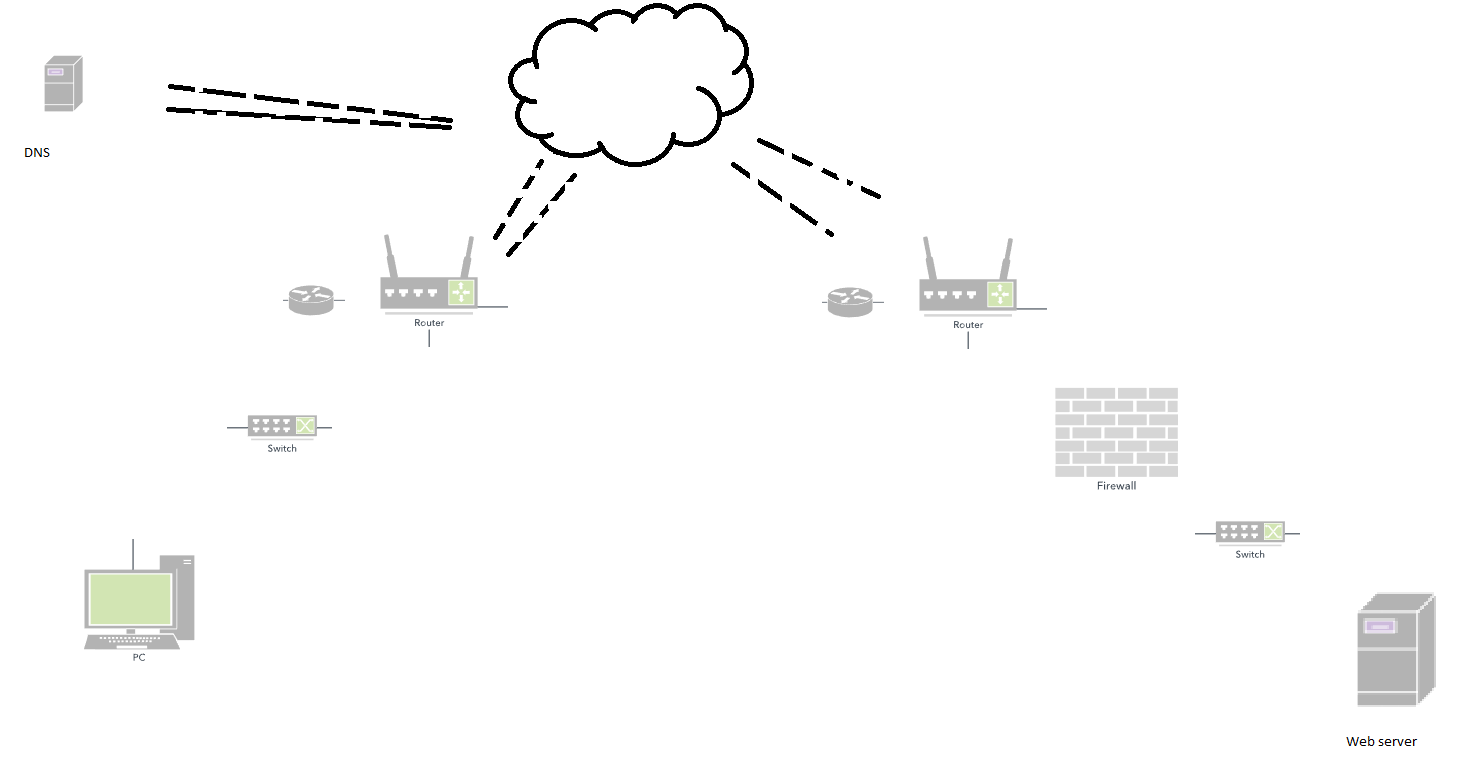 DNS
Router
Router
Switch
Firewall
Switch
PC
Web server